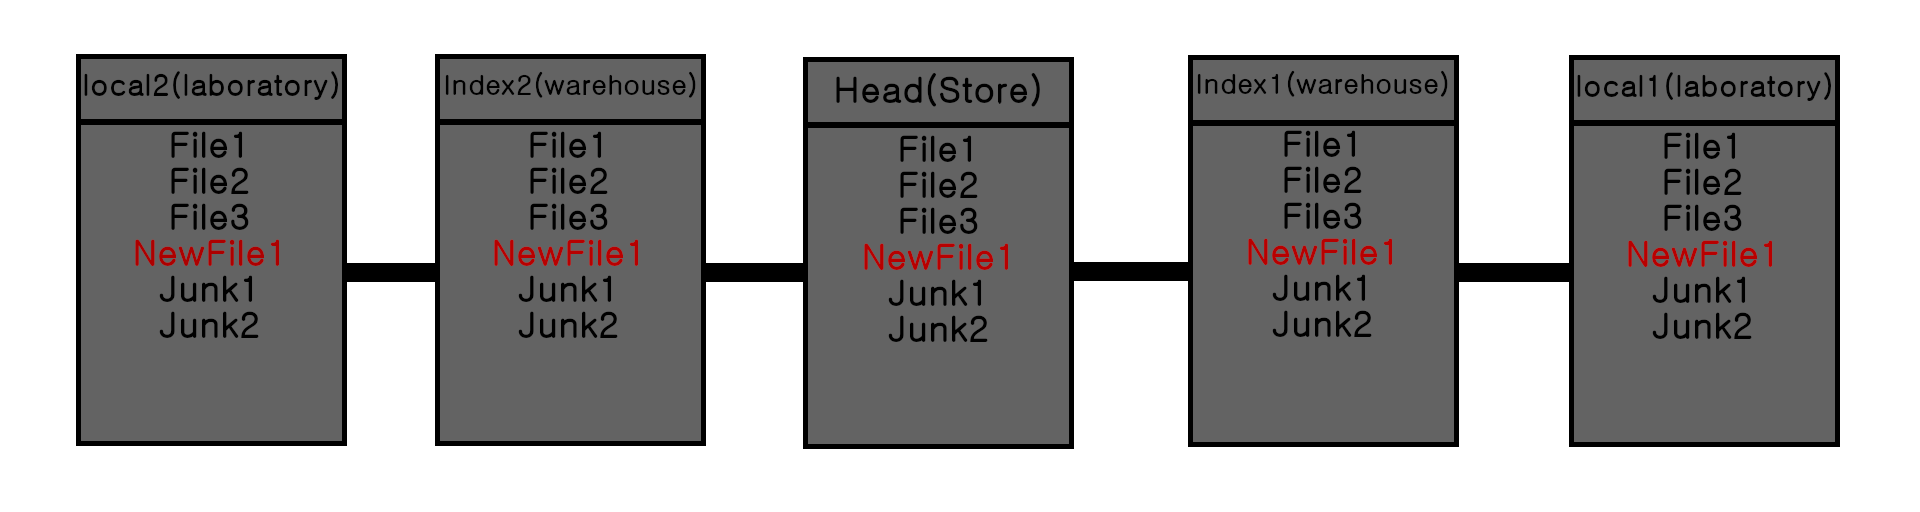 local2(laboratory)
File1
File2
File3
NewFile1
Junk1
Junk2
Index2(warehouse)
File1
File2
File3
NewFile1
Junk1
Junk2
Head(Store)
File1
File2
File3
NewFile1
Junk1
Junk2
Index1(warehouse)
File1
File2
File3
NewFile1
Junk1
Junk2
local1(laboratory)
File1
File2
File3
NewFile1
Junk1
Junk2